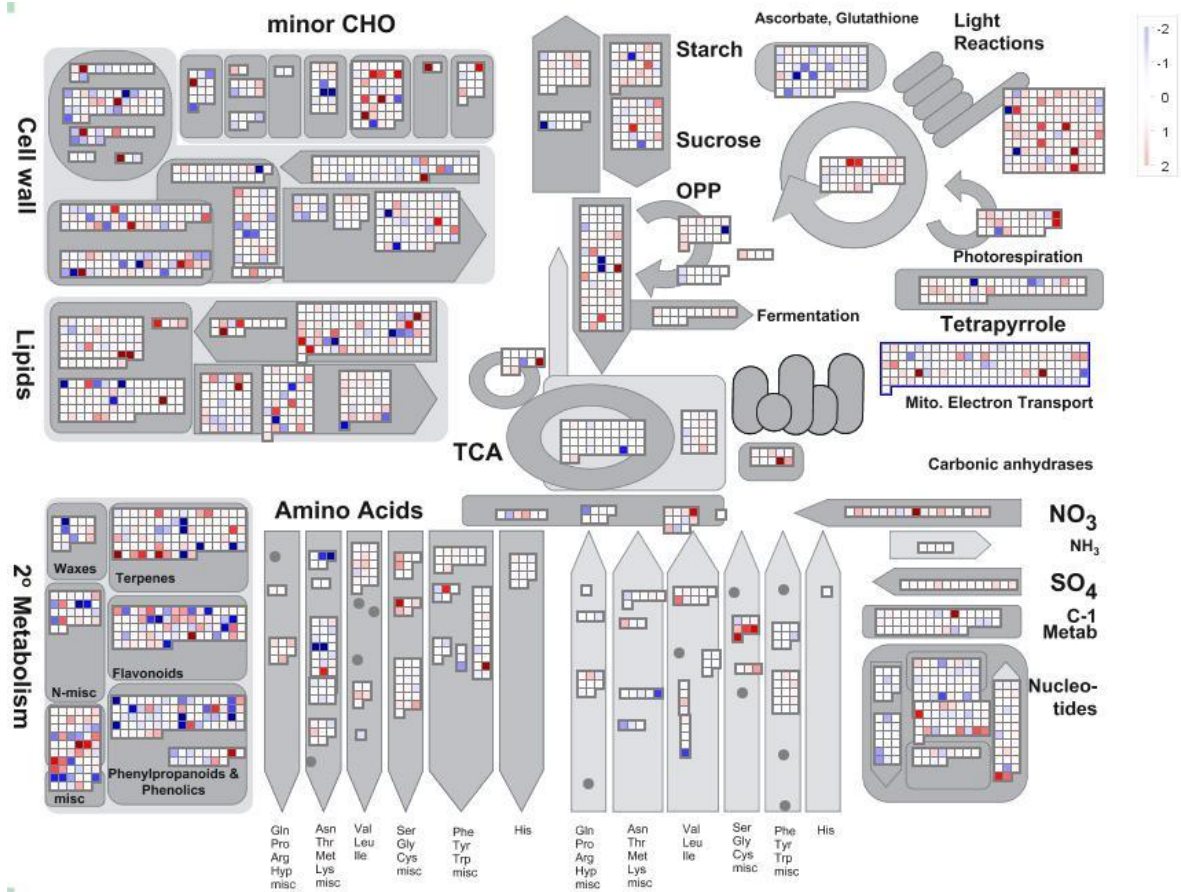 minor CHO
Starch
Sucrose
OPP
Ascorbate, Glutathione
Light
Reactions
-2
-1
0
1
2
Cell wall
Photorespiration
Fermentation
Tetrapyrrole
Mito. Electron Transport
Lipids
TCA
Carbonic anhydrases
Amino Acids
NO3
NH3
SO4
C-1
Metab
Nucleo-
tides
2º Metabolism
Waxes
Terpenes
N-misc
Flavonoids
misc
Phenylpropanoids &
Phenolics
Gln
Pro
Arg
Hyp
misc
Asn
Thr
Met
Lys
misc
Val
Leu
Ile
Ser
Gly
Cys
misc
Phe
Tyr
Trp
misc
His
Gln
Pro
Arg
Hyp
misc
Asn
Thr
Met
Lys
misc
Val
Leu
Ile
Ser
Gly
Cys
misc
Phe
Tyr
Trp
misc
His